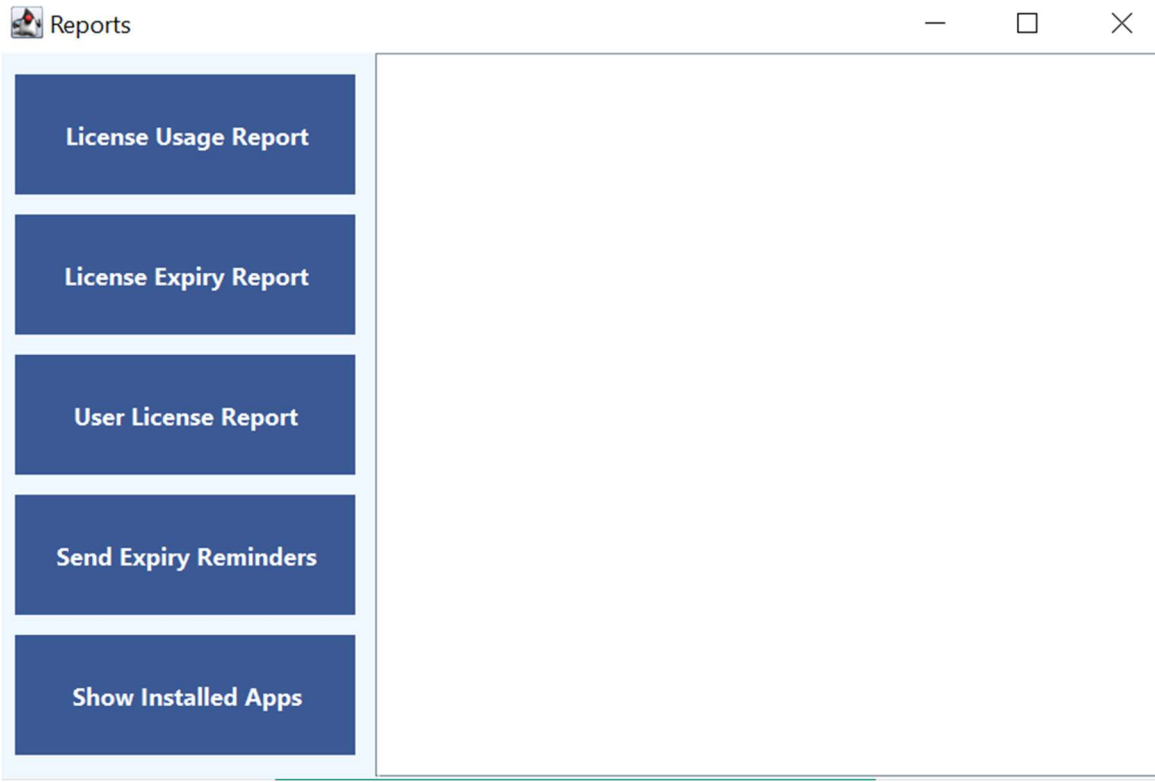 Reports
License Usage Report
License Expiry Report
User License Report
Send Expiry Reminders
Show Installed Apps